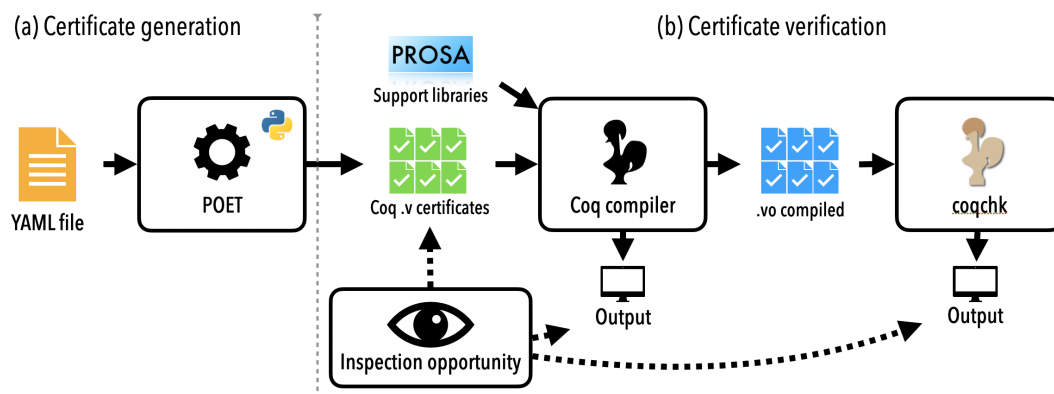 (a) Certificate generation
(b) Certificate verification
PROSA
Support libraries
YAML file
POET
Coq .v certificates
Coq compiler
.vo compiled
coqchk
Output
Output
Inspection opportunity